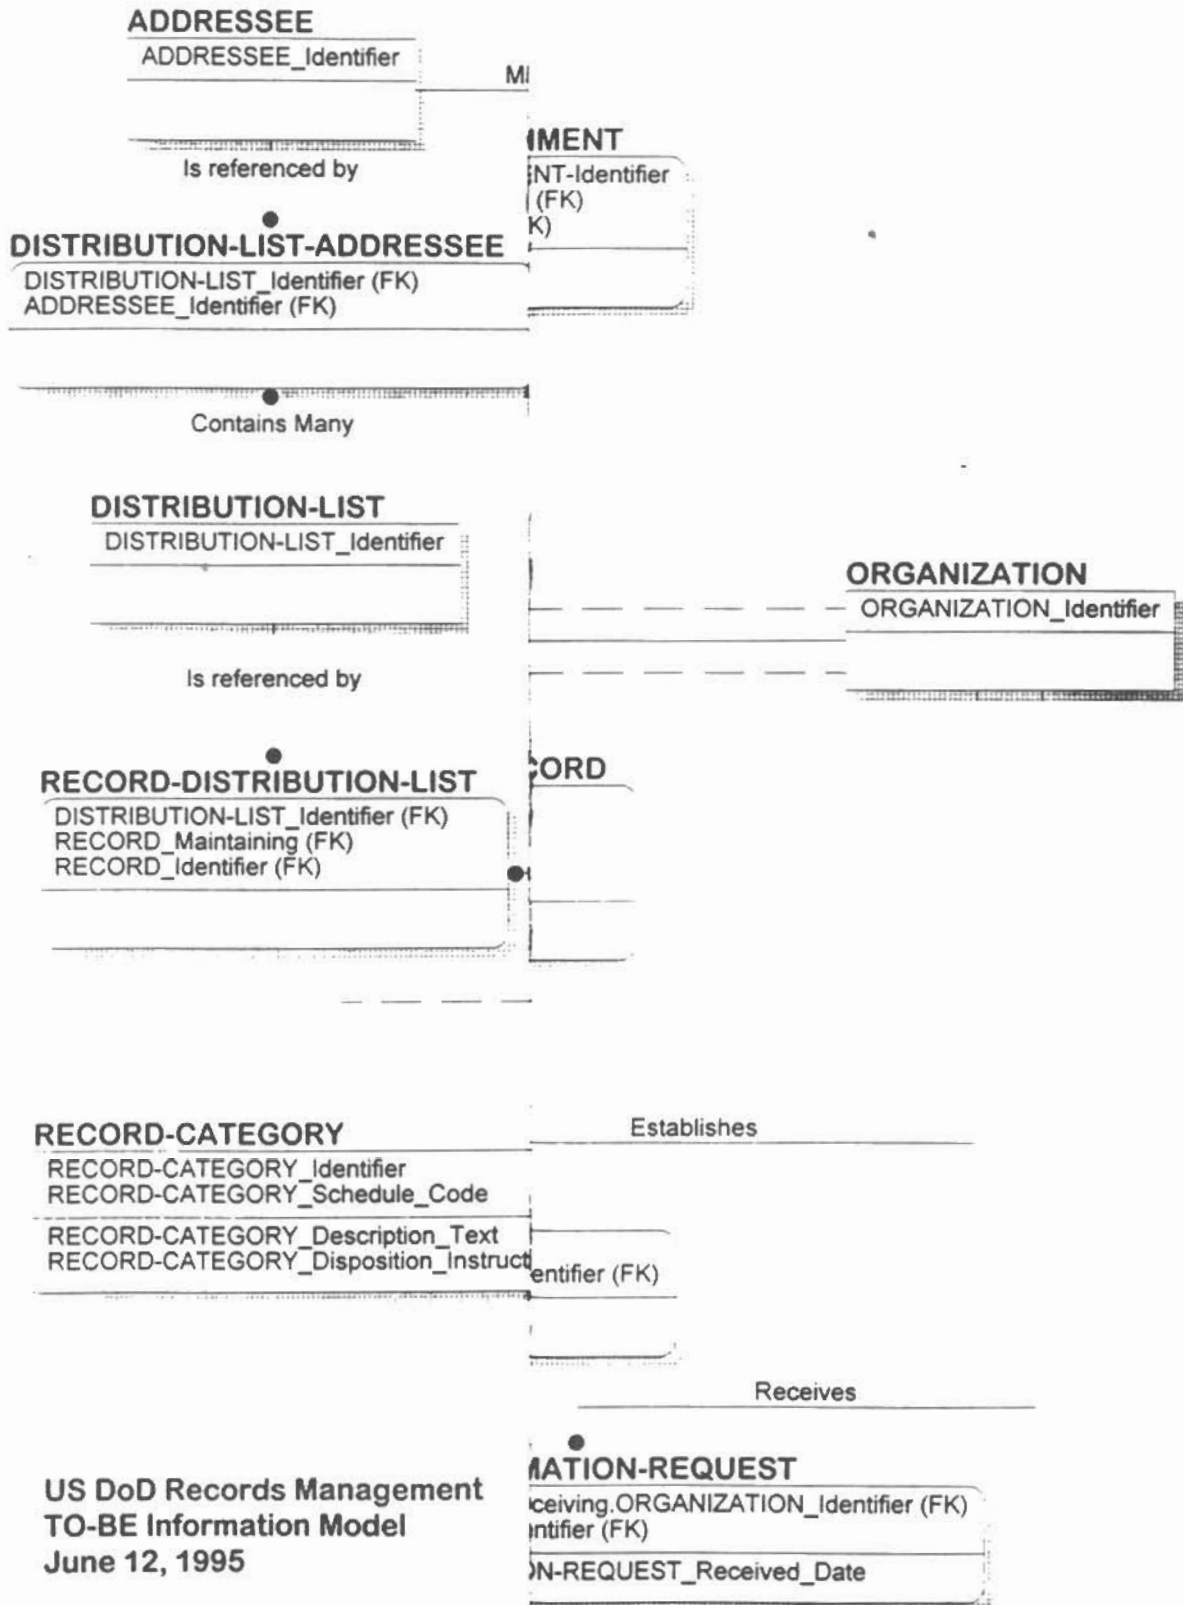 ADDRESSEE
ADDRESSEE_Identifier
Is referenced by
DISTRIBUTION-LIST-ADDRESSEE
DISTRIBUTION-LIST_Identifier (FK)
ADDRESSEE_Identifier (FK)
Contains Many
DISTRIBUTION-LIST
DISTRIBUTION-LIST_Identifier
Is referenced by
RECORD-DISTRIBUTION-LIST
DISTRIBUTION-LIST_Identifier (FK)
RECORD_Maintaining (FK)
RECORD_Identifier (FK)
RECORD-CATEGORY
RECORD-CATEGORY_Identifier
RECORD-CATEGORY_Schedule_Code
RECORD-CATEGORY_Description_Text
RECORD-CATEGORY_Disposition_Instruct
US DoD Records Management
TO-BE Information Model
June 12, 1995
NT-Identifier
(FK)
K)
ORGANIZATION
ORGANIZATION_Identifier
CORD
Establishes
entifier (FK)
Receives
MATION-REQUEST
ceiving.ORGANIZATION_Identifier (FK)
ntifier (FK)
ON-REQUEST_Received_Date